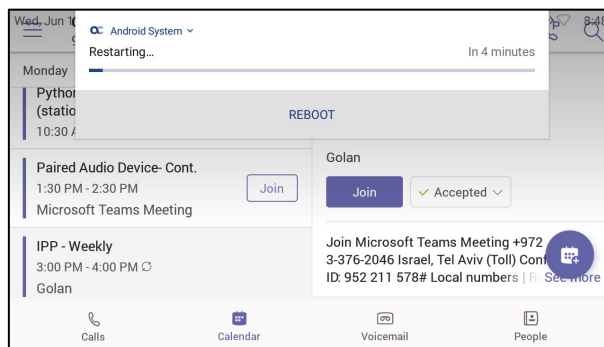 Wed, Jun 1
8:48
Android System
Restarting…
In 4 minutes
REBOOT
Monday
Python
(statio
10:30 A
Paired Audio Device- Cont.
1:30 PM - 2:30 PM
Microsoft Teams Meeting
Join
IPP - Weekly
3:00 PM - 4:00 PM
Golan
Golan
Join
Accepted
Join Microsoft Teams Meeting +972
3-376-2046 Israel, Tel Aviv (Toll) Conf
ID: 952 211 578# Local numbers | R See more
Calls
Calendar
Voicemail
People